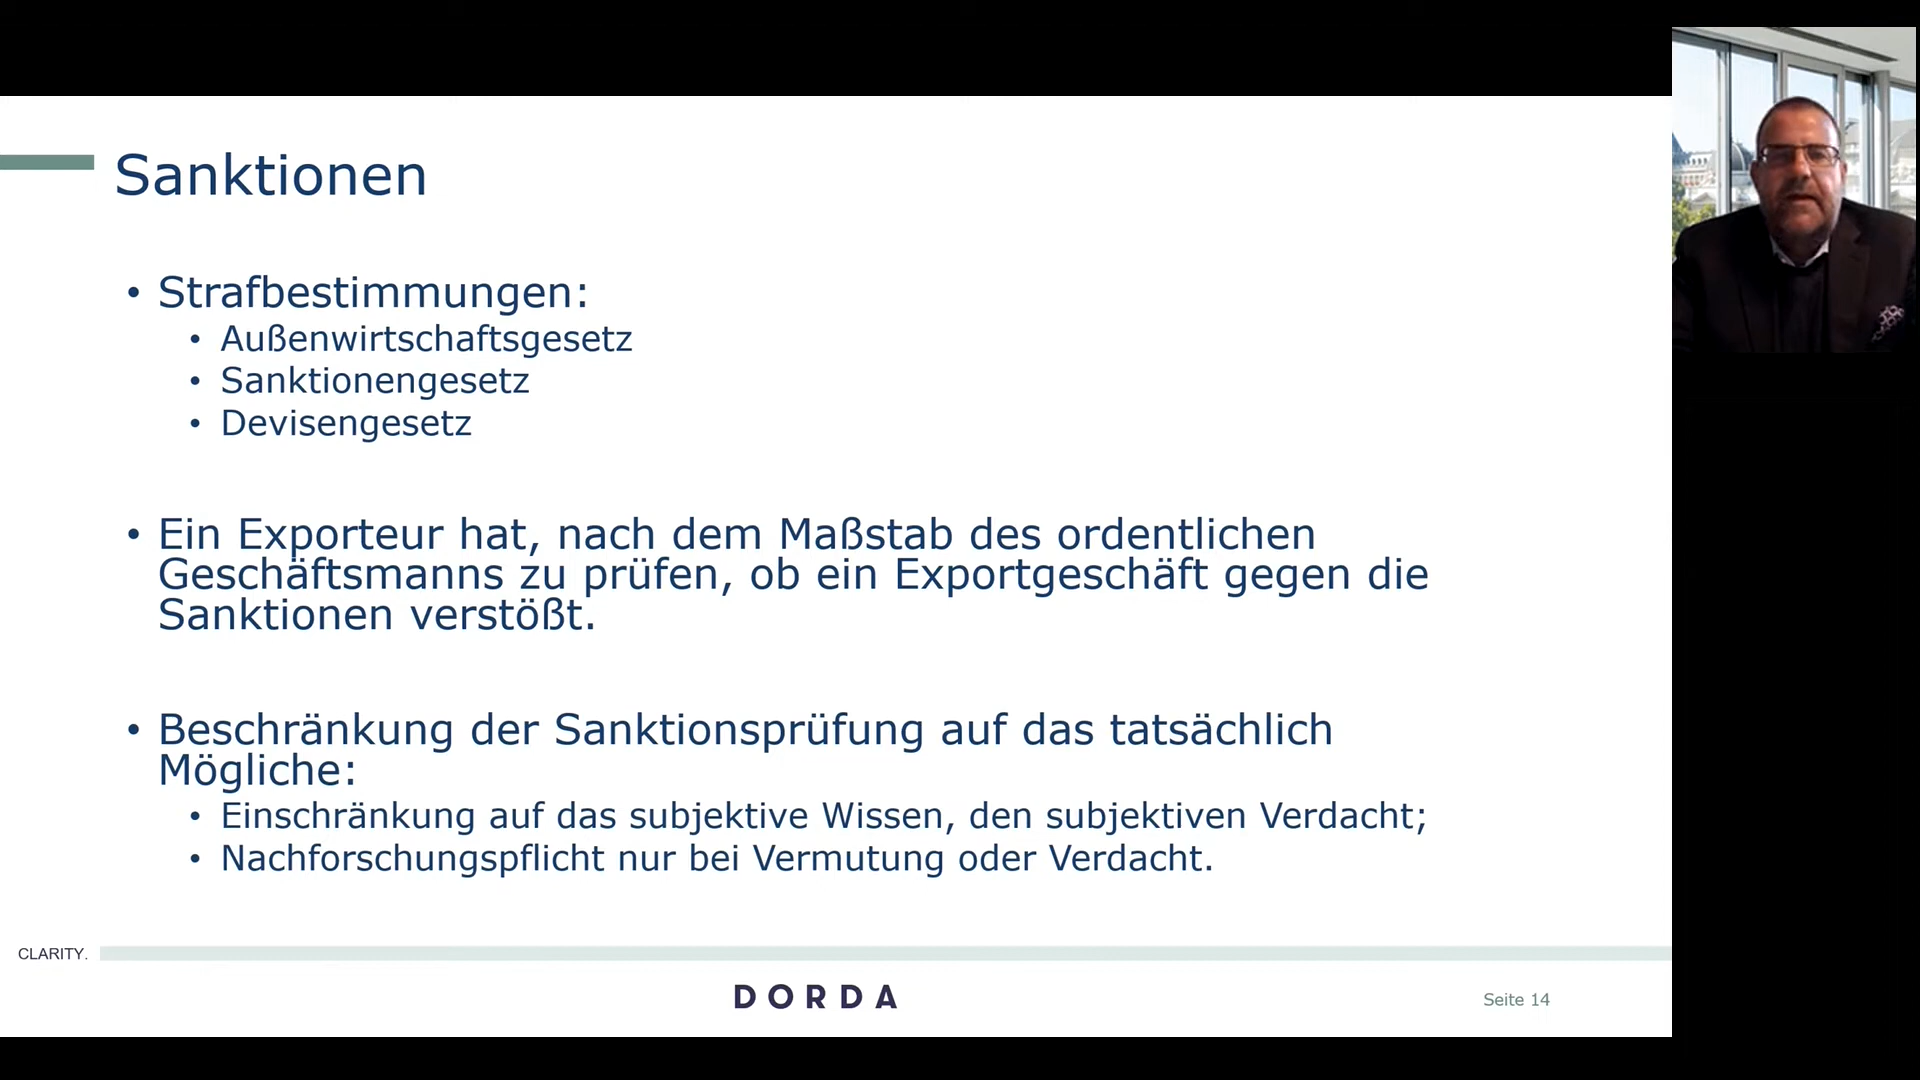 Sanktionen
• Strafbestimmungen:
• Außenwirtschaftsgesetz
• Sanktionengesetz
• Devisengesetz
• Ein Exporteur hat, nach dem Maßstab des ordentlichen
Geschäftsmanns zu prüfen, ob ein Exportgeschäft gegen die
Sanktionen verstößt.
• Beschränkung der Sanktionsprüfung auf das tatsächlich
Mögliche:
• Einschränkung auf das subjektive Wissen, den subjektiven Verdacht;
• Nachforschungspflicht nur bei Vermutung oder Verdacht.
CLARITY.
DORDA
Seite 14